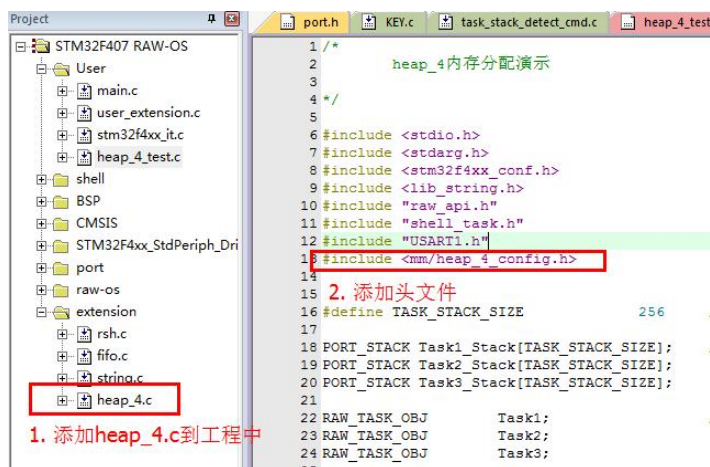 Project
STM32F407 RAW-OS
User
main.c
user_extension.c
stm32f4xx_it.c
heap_4_test.c
shell
BSP
CMSIS
STM32F4xx_StdPeriph_Dri
port
raw-os
extension
rsh.c
fifo.c
string.c
heap_4.c
1. 添加heap_4.c到工程中
port.h KEY.c task_stack_detect_cmd.c heap_4_test
1 /*
2 heap_4内存分配演示
3
4 */
5
6 #include <stdio.h>
7 #include <stdarg.h>
8 #include <stm32f4xx_conf.h>
9 #include <lib_string.h>
10 #include "raw_api.h"
11 #include "shell_task.h"
12 #include "USART1.h"
13 #include <mm/heap_4_config.h>
14
15 2. 添加头文件
16 #define TASK_STACK_SIZE 256
17
18 PORT_STACK Task1_Stack[TASK_STACK_SIZE];
19 PORT_STACK Task2_Stack[TASK_STACK_SIZE];
20 PORT_STACK Task3_Stack[TASK_STACK_SIZE];
21
22 RAW_TASK_OBJ Task1;
23 RAW_TASK_OBJ Task2;
24 RAW_TASK_OBJ Task3;